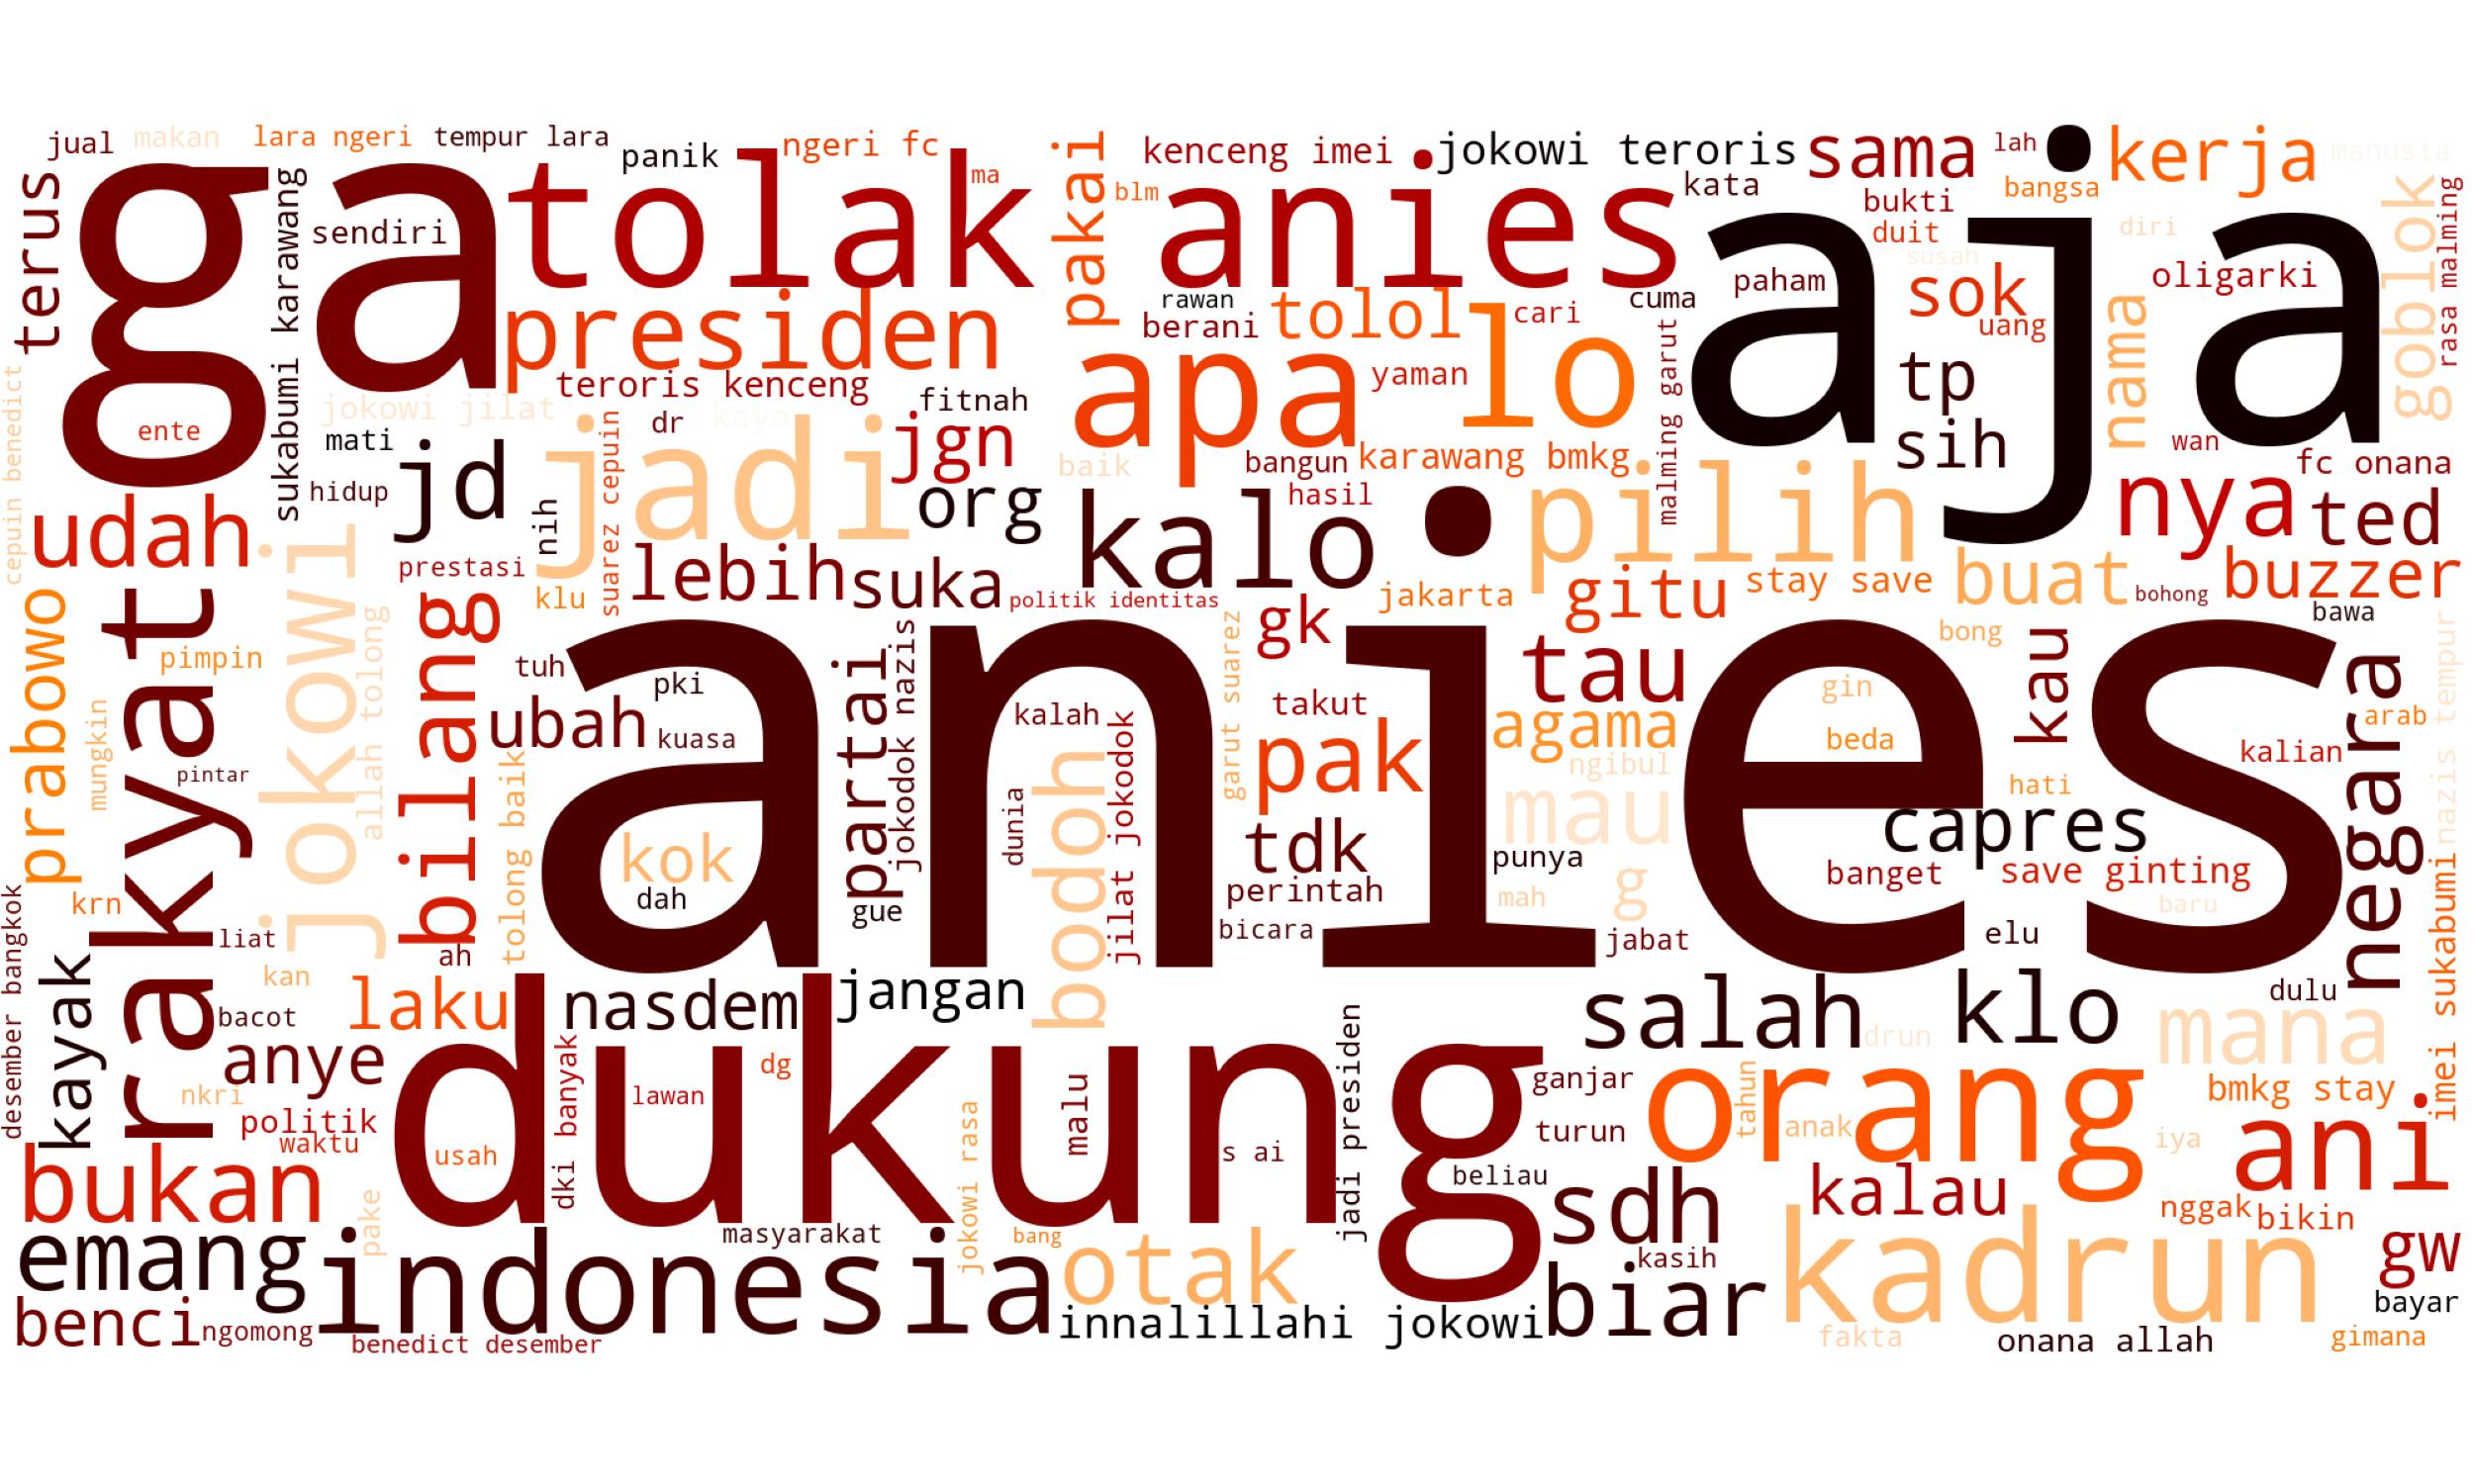 jual
makan
lara ngeri
tempur lara
panik
ngeri fc
ma
pakai
kenceng imei
jokowi teroris
sama
lah
kerja
manusia
terus
ga
sukabumi karawang
sendiri
tolak
blm
anies
kata
bukti
bangsa
duit
susah
diri
aja
goblok
rasa malming
presiden
rawan
berani
tolol
cari
cuma
paham
sok
uang
oligarki
nama
cepuin benedict
ente
jokowi jilat
teroris kenceng
fitnah
kaya
dr
apa
yaman
lo
malming garut
tp
sih
wan
fc onana
mati
hidup
jd
jadi
suarez cepuin
jgn
baik
bangun
karawang bmkg
hasil
org
nih
kalo
pilih
nya
ted
udah
jokowi
prestasi
klu
lebih
suka
politik identitas
jakarta
gitu
stay save
buat
bohong
buzzer
bawa
prabowo
rakyat
pimpin
allah tolong
bilang
tuh
ubah
pki
kuasa
anies
partai
jokodok nazis
kalah
jilat jokodok
garut suarez
gk
takut
tau
agama
gin
beda
bong
kau
negara
arab
nazis tempur
kalian
mungkin
pintar
tolong baik
kok
dah
gue
dunia
bodoh
pak
ngibul
mau
hati
capres
tdk
punya
perintah
mah
g
banget
save ginting
baru
desember bangkok
krn
liat
kan
ah
bicara
jabat
elu
imei sukabumi
kayak
bacot
laku
nasdem
jangan
salah
klo
dulu
drun
mana
anye
nkri
politik
waktu
dukung
usah
dki banyak
lawan
dg
jokowi rasa
malu
s ai
jadi presiden
ganjar
turun
beliau
orang
tahun
anak
bmkg stay
iya
ani
bukan
pake
masyarakat
bang
sdh
kalau
nggak
bikin
gw
emang
indonesia
otak
kasih
biar
kadrun
bayar
benci
ngomong
benedict desember
innalillahi jokowi
fakta
onana allah
gimana